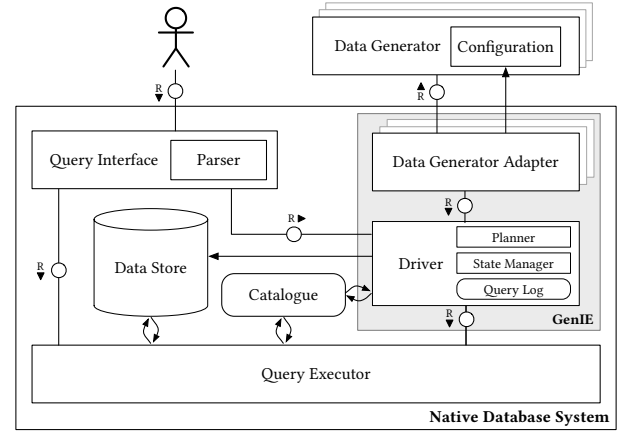 Data Generator
Configuration
R
R
Query Interface
Parser
Data Generator Adapter
R
R
R
Data Store
Driver
Planner
State Manager
Query Log
Catalogue
R
GenIE
Query Executor
Native Database System